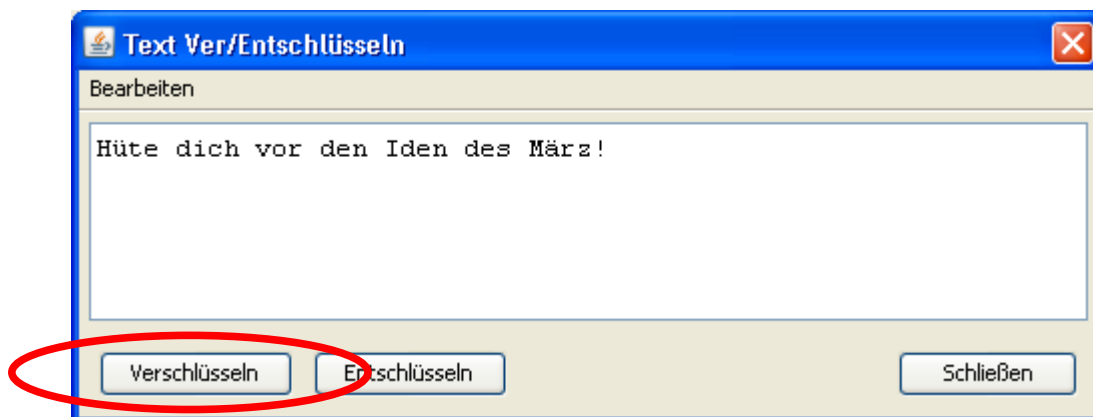 Text Ver/Entschlüsseln
Bearbeiten
Hüte dich vor den Iden des März!
Verschlüsseln Entschlüsseln Schließen